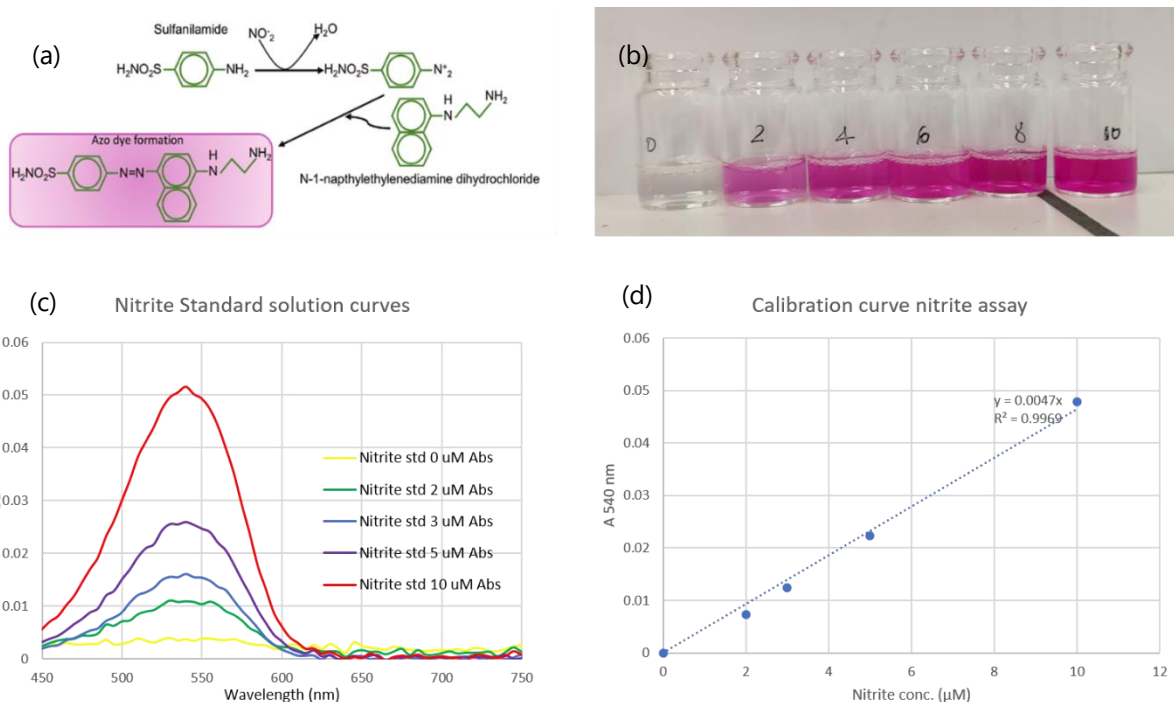 (a)
Sulfanilamide
NO-2
H2O
H2NO2S
NH2
H2NO2S
N+2
Azo dye formation
H2NO2S
N=N
N
H
NH2
N
H
NH2
N-1-napthylethylenediamine dihydrochloride
(b)
0 2 4 6 8 10
(c)
Nitrite Standard solution curves
0.06
0.05
0.04
0.03
0.02
0.01
0
450 500 550 600 650 700 750
Wavelength (nm)
Nitrite std 0 uM Abs
Nitrite std 2 uM Abs
Nitrite std 3 uM Abs
Nitrite std 5 uM Abs
Nitrite std 10 uM Abs
(d)
Calibration curve nitrite assay
0.06
0.05
0.04
0.03
0.02
0.01
0
A 540 nm
y = 0.0047x
R² = 0.9969
0 2 4 6 8 10 12
Nitrite conc. (µM)